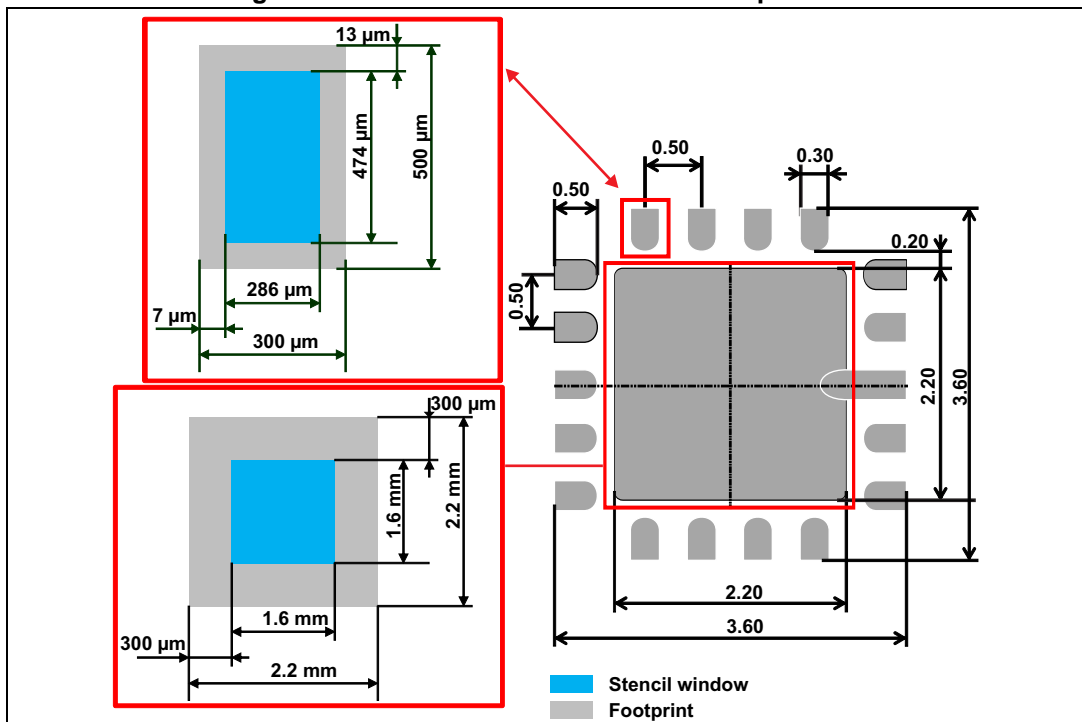 13 µm
474 µm
500 µm
286 µm
7 µm
300 µm
300 µm
1.6 mm
2.2 mm
1.6 mm
300 µm
2.2 mm
0.50
0.30
0.50
0.20
0.50
2.20
3.60
2.20
3.60
Stencil window
Footprint